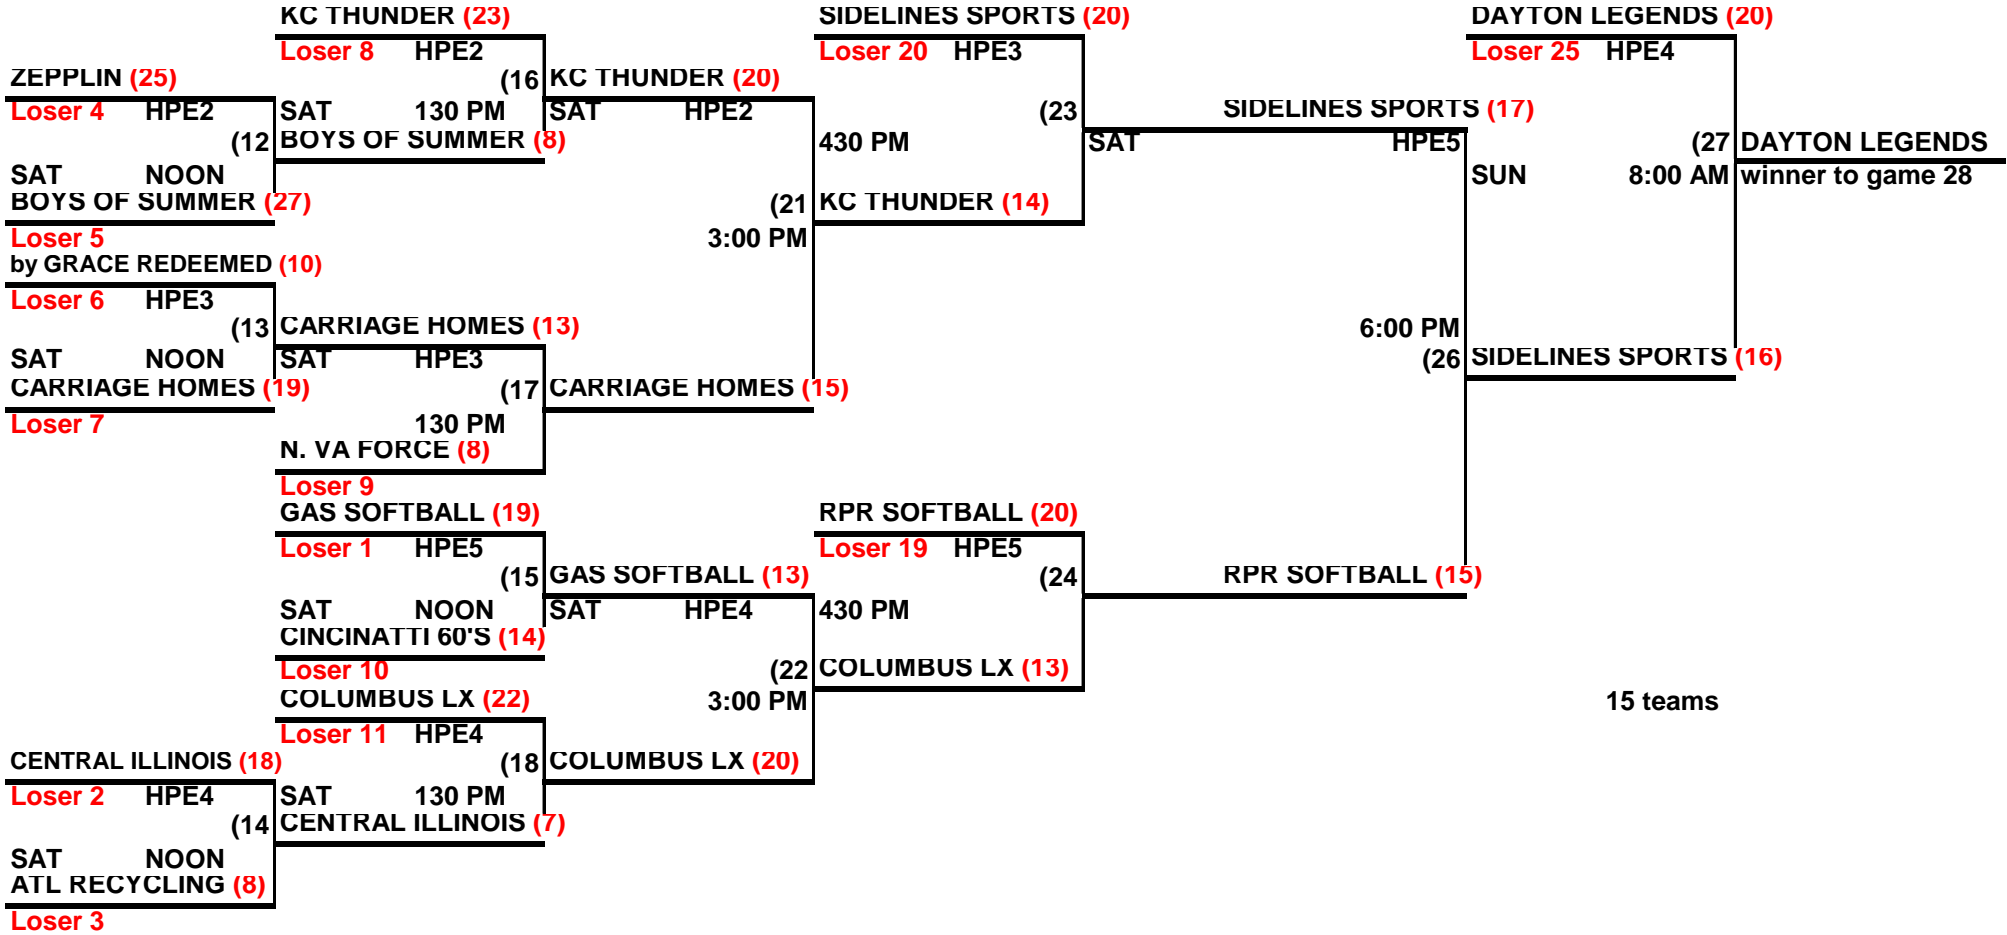 KC THUNDER (23) SIDELINES SPORTS (20) DAYTON LEGENDS (20)
Loser 8 HPE2 Loser 20 HPE3 Loser 25 HPE4
ZEPPLIN (25) (16 KC THUNDER (20)
Loser 4 HPE2 SAT 130 PM SAT HPE2 (23 SIDELINES SPORTS (17)
(12 BOYS OF SUMMER (8) 430 PM SAT HPE5 (27 DAYTON LEGENDS
SAT NOON SUN 8:00 AM winner to game 28
BOYS OF SUMMER (27) (21 KC THUNDER (14)
Loser 5 3:00 PM
by GRACE REDEEMED (10)
Loser 6 HPE3
(13 CARRIAGE HOMES (13) 6:00 PM
SAT NOON SAT HPE3 (26 SIDELINES SPORTS (16)
CARRIAGE HOMES (19) (17 CARRIAGE HOMES (15)
Loser 7 130 PM
N. VA FORCE (8)
Loser 9
GAS SOFTBALL (19) RPR SOFTBALL (20)
Loser 1 HPE5 Loser 19 HPE5
(15 GAS SOFTBALL (13) (24 RPR SOFTBALL (15)
SAT NOON SAT HPE4 430 PM
CINCINATTI 60'S (14)
Loser 10 (22 COLUMBUS LX (13)
COLUMBUS LX (22) 3:00 PM 15 teams
Loser 11 HPE4
CENTRAL ILLINOIS (18) (18 COLUMBUS LX (20)
Loser 2 HPE4 SAT 130 PM
(14 CENTRAL ILLINOIS (7)
SAT NOON
ATL RECYCLING (8)
Loser 3